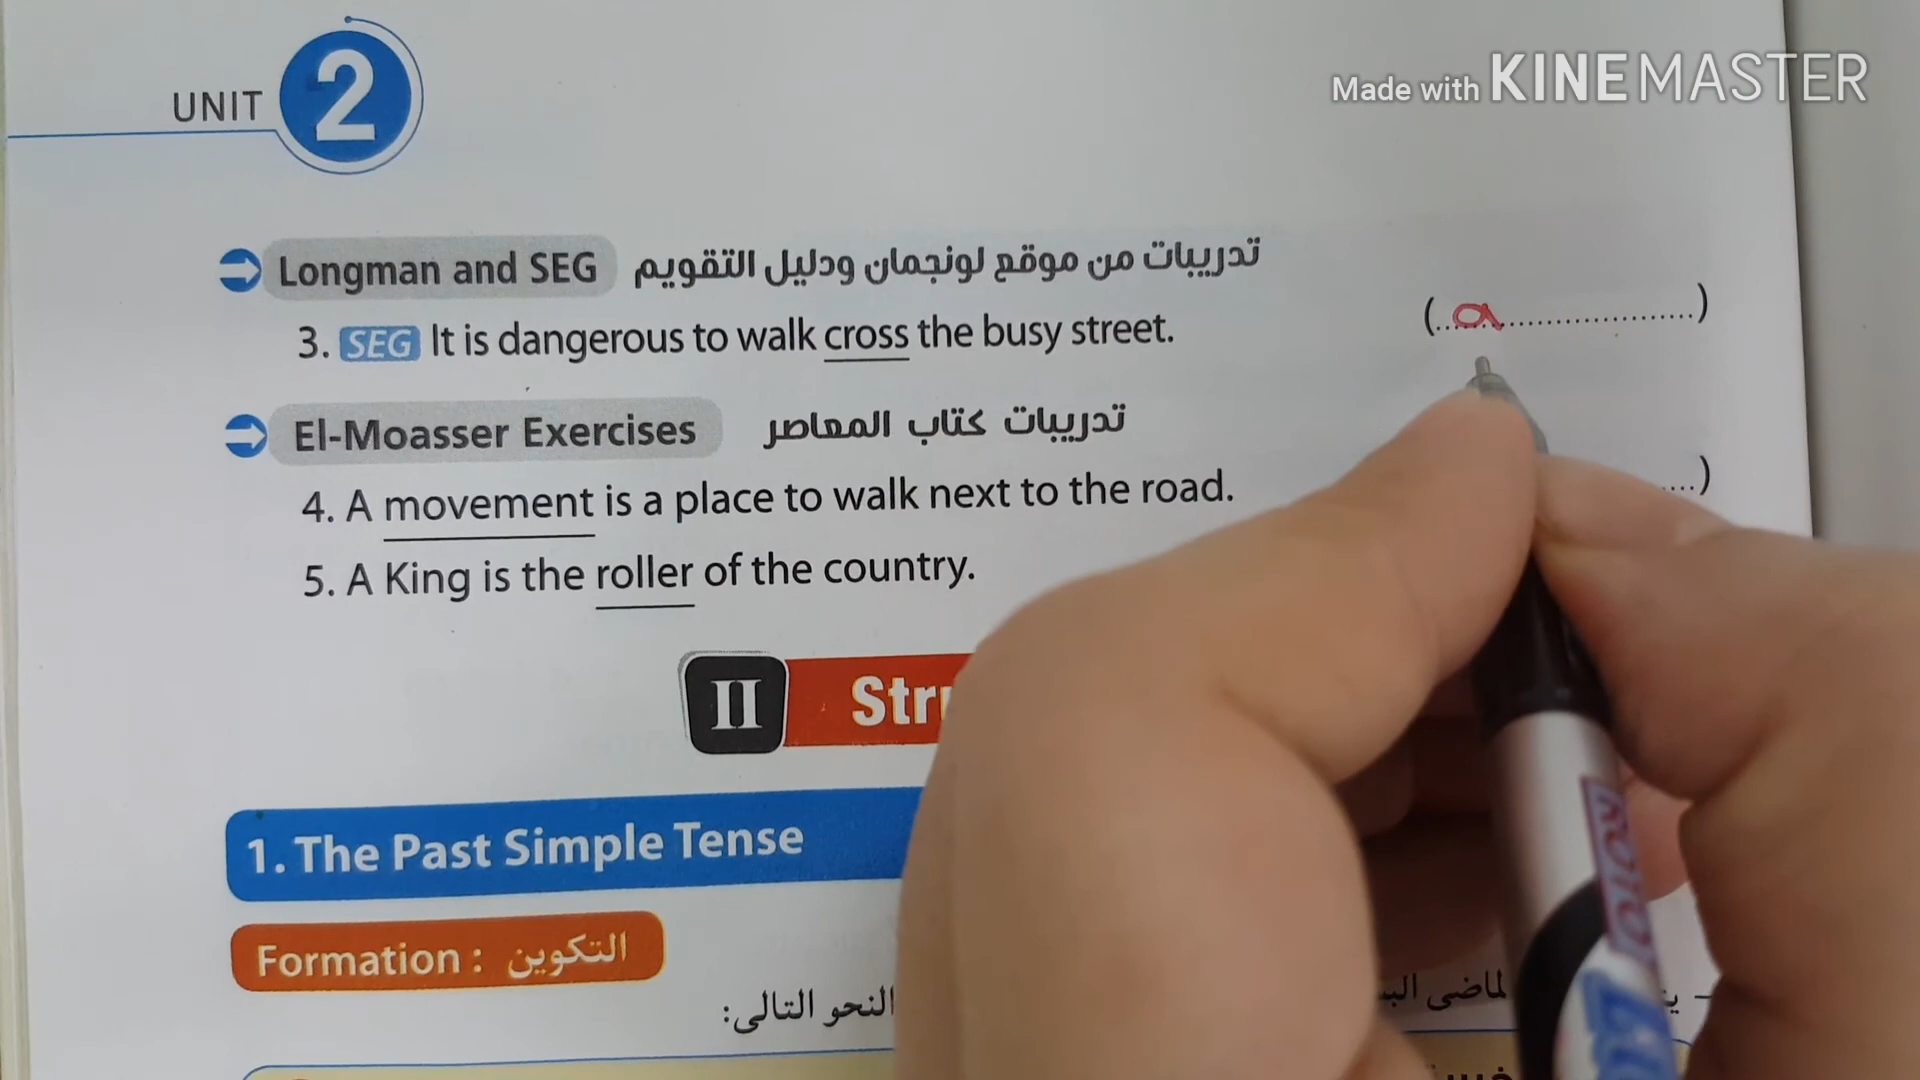 Made with KINEMASTER
UNIT 2
Longman and SEG تدريبات من موقع لونجمان ودليل التقويم
3. SEG It is dangerous to walk cross the busy street. (..a....................)
El-Moasser Exercises تدريبات كتاب المعاصر
4. A movement is a place to walk next to the road. ....)
5. A King is the roller of the country.
II
1. The Past Simple Tense
Formation : التكوين
النحو التالى: